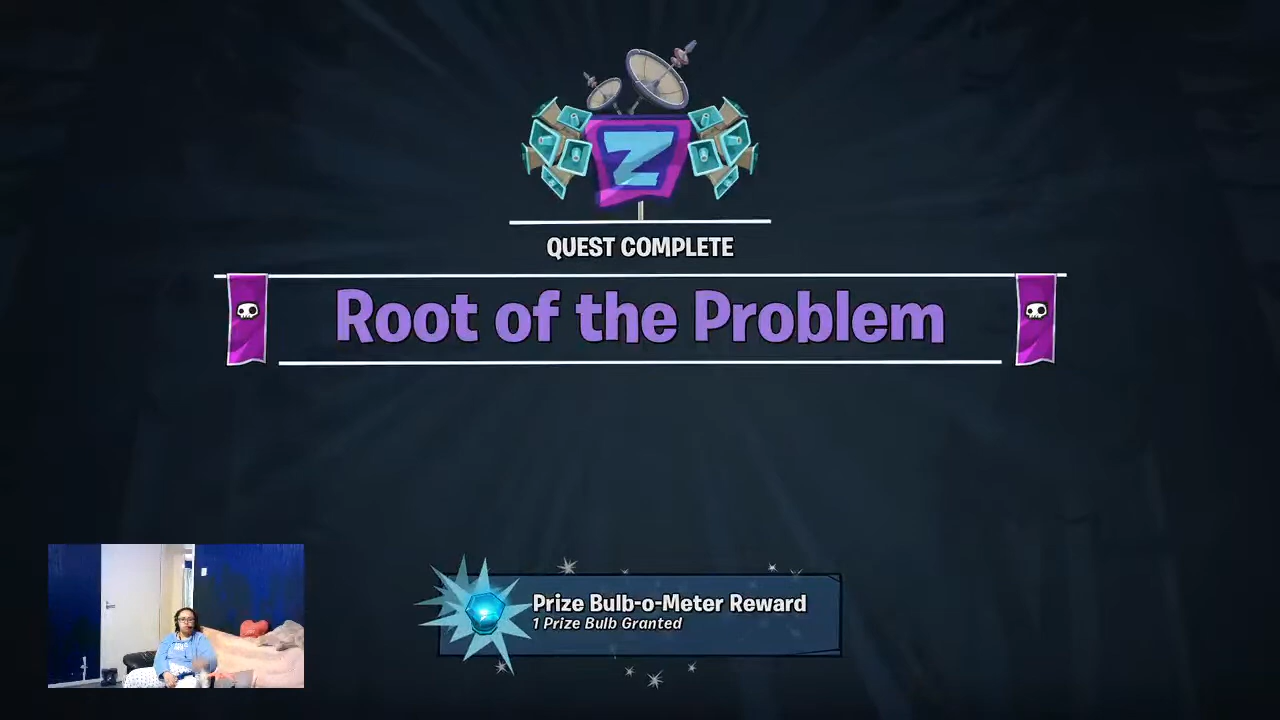 Z
QUEST COMPLETE
Root of the Problem
Prize Bulb-o-Meter Reward
1 Prize Bulb Granted